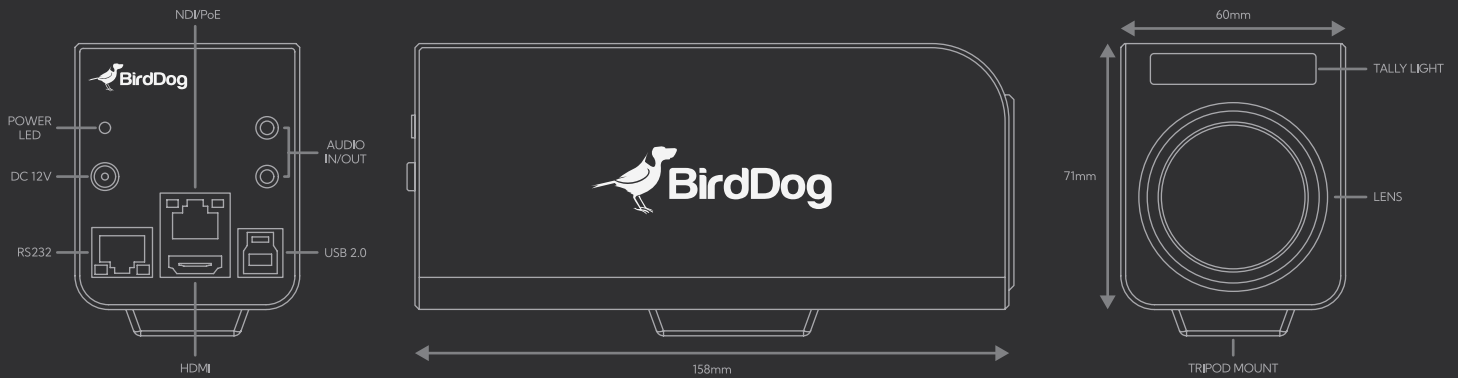 NDI/PoE
BirdDog
POWER
LED
AUDIO
IN/OUT
DC 12V
RS232
USB 2.0
HDMI
BirdDog
158mm
60mm
TALLY LIGHT
71mm
LENS
TRIPOD MOUNT